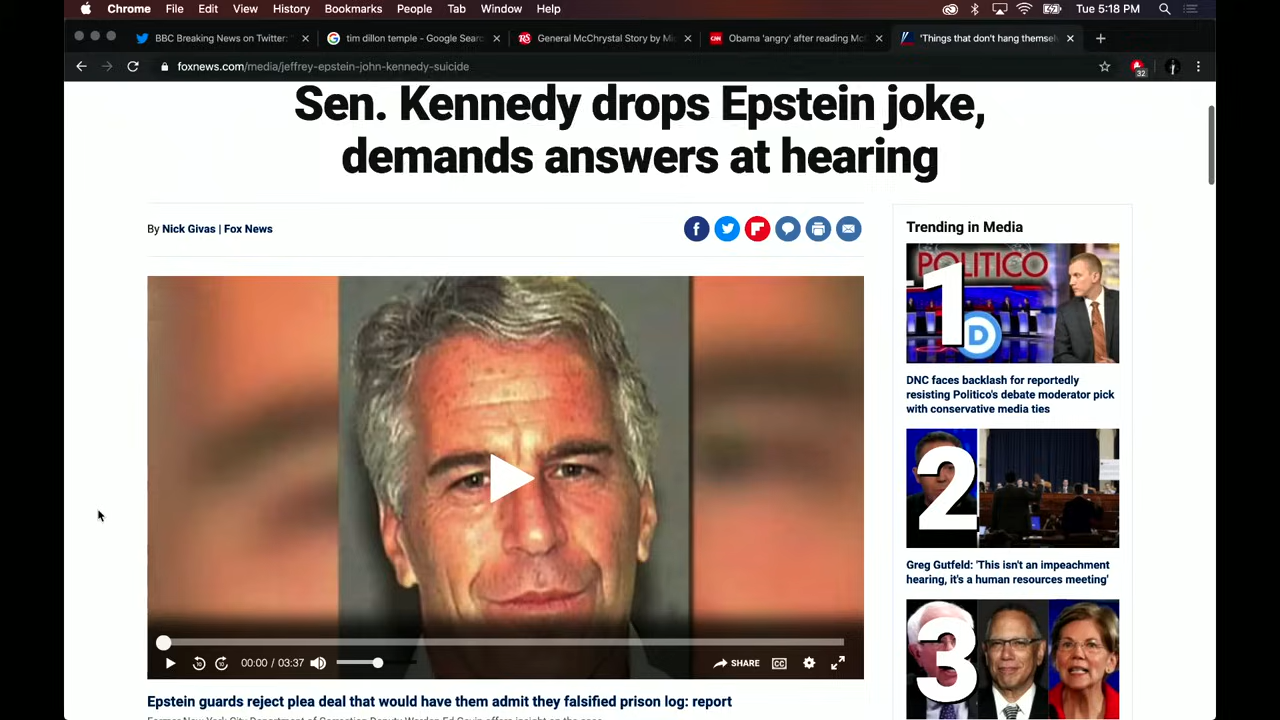 Chrome File Edit View History Bookmarks People Tab Window Help Tue 5:18 PM
BBC Breaking News on Twitter: " × tim dillon temple - Google Sear × General McChrystal Story by Mi × Obama 'angry' after reading Mc × 'Things that don't hang themse × +
foxnews.com/media/jeffrey-epstein-john-kennedy-suicide 32
Sen. Kennedy drops Epstein joke,
demands answers at hearing
By Nick Givas | Fox News
Trending in Media
POLITICO
1
D
DNC faces backlash for reportedly
resisting Politico's debate moderator pick
with conservative media ties
2
Greg Gutfeld: 'This isn't an impeachment
hearing, it's a human resources meeting'
3
00:00 / 03:37 SHARE CC
Epstein guards reject plea deal that would have them admit they falsified prison log: report